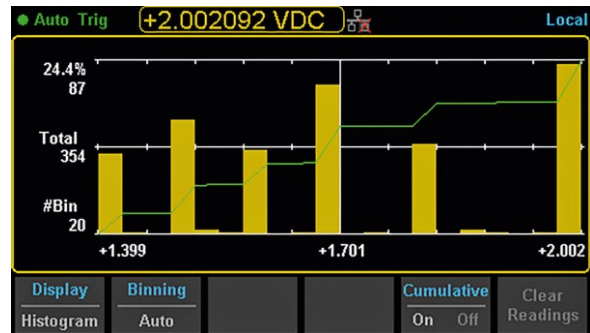 Auto Trig +2.002092 VDC Local
24.4%
87
Total
354
#Bin
20
+1.399 +1.701 +2.002
Display Binning Cumulative Clear
Histogram Auto On Off Readings